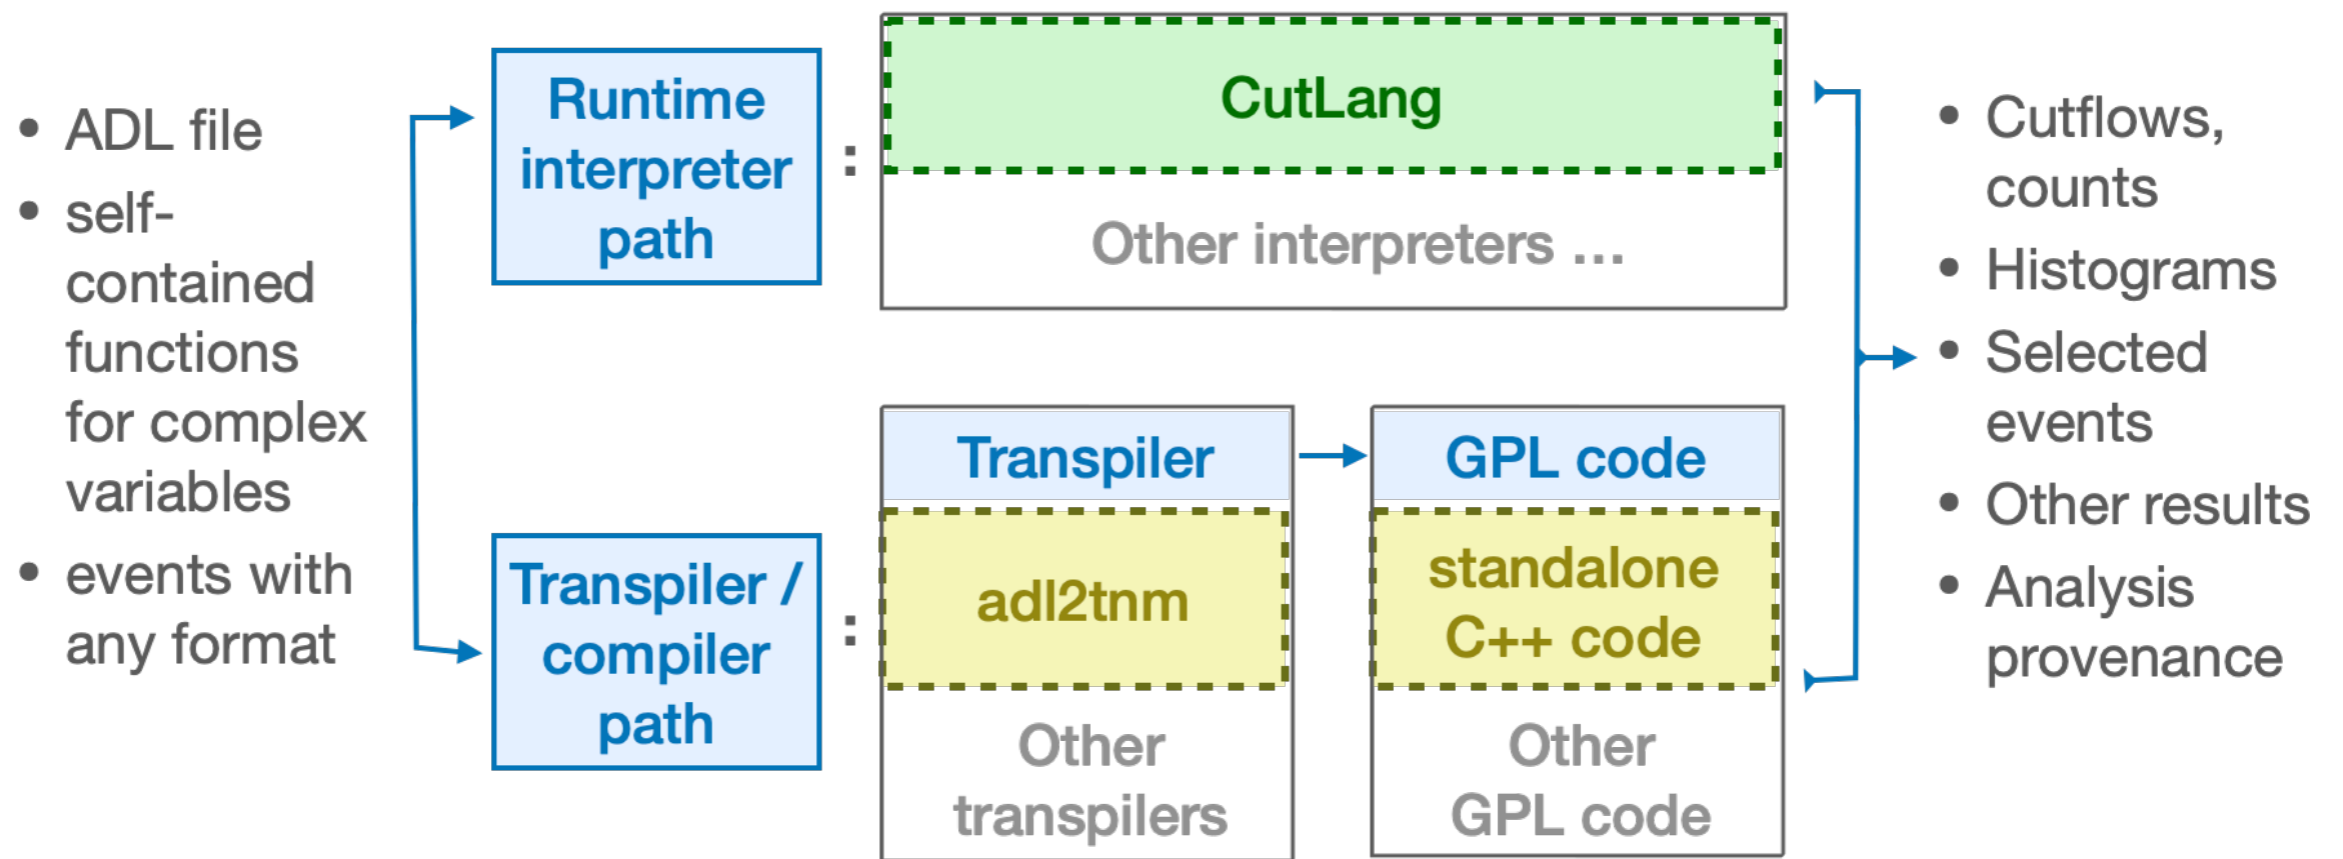 • ADL file
• self-
contained
functions
for complex
variables
• events with
any format
Runtime
interpreter
path
:
CutLang
Other interpreters ...
Transpiler /
compiler
path
:
Transpiler
adl2tnm
Other
transpilers
GPL code
standalone
C++ code
Other
GPL code
• Cutflows,
counts
• Histograms
• Selected
events
• Other results
• Analysis
provenance